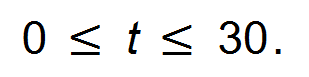 0 ≤ t ≤ 30.